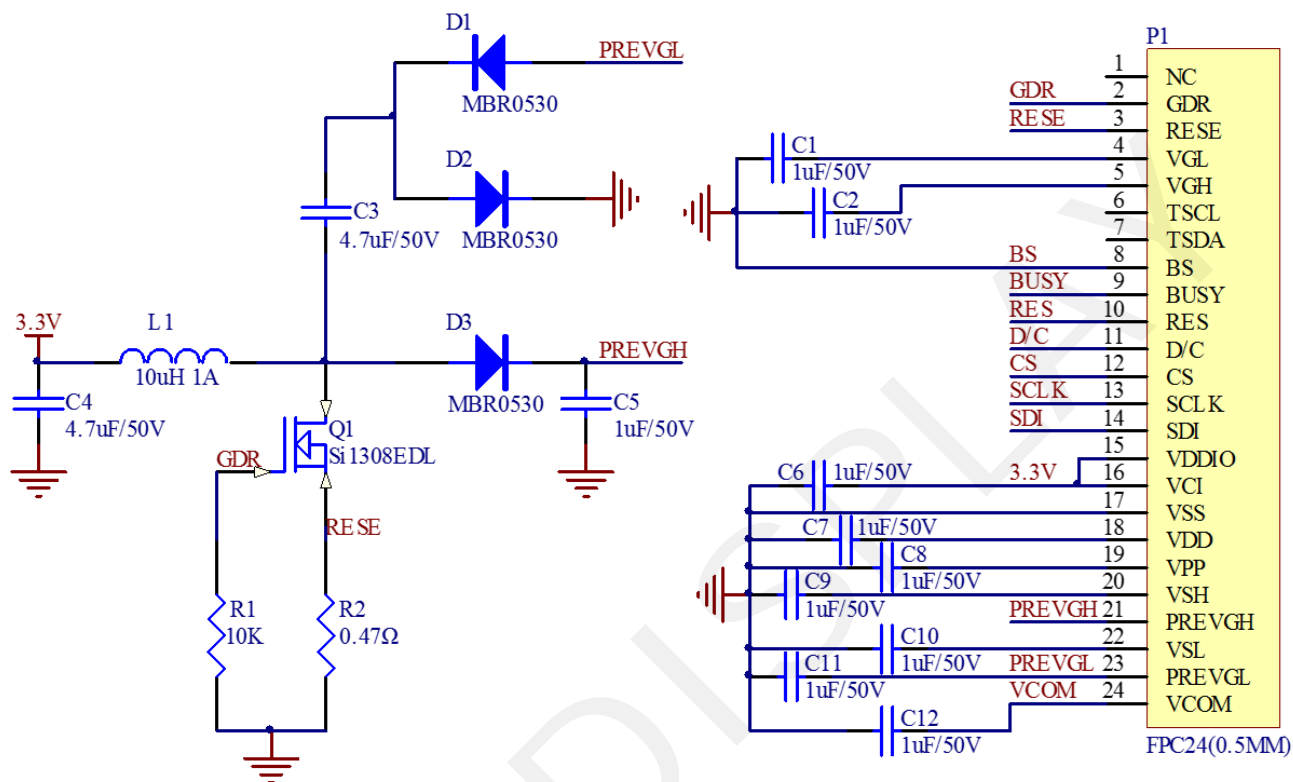 D1
PREVGL
MBR0530
D2
MBR0530
C3
4.7uF/50V
3.3V
L1
10uH 1A
D3
PREVGH
MBR0530
C4
4.7uF/50V
C5
1uF/50V
Q1
Si1308EDL
GDR
RESE
R1
10K
R2
0.47Ω
P1
1 NC
GDR 2 GDR
RESE 3 RESE
C1
1uF/50V
4 VGL
C2
1uF/50V
5 VGH
6 TSCL
7 TSDA
BS 8 BS
BUSY 9 BUSY
RES 10 RES
D/C 11 D/C
CS 12 CS
SCLK 13 SCLK
SDI 14 SDI
15 VDDIO
C6 1uF/50V 3.3V 16 VCI
17 VSS
C7 1uF/50V 18 VDD
C8
1uF/50V
19 VPP
C9
1uF/50V
20 VSH
PREVGH 21 PREVGH
C10
1uF/50V
22 VSL
C11
1uF/50V
PREVGL 23 PREVGL
VCOM 24 VCOM
C12
1uF/50V
FPC24(0.5MM)
DISPLAY